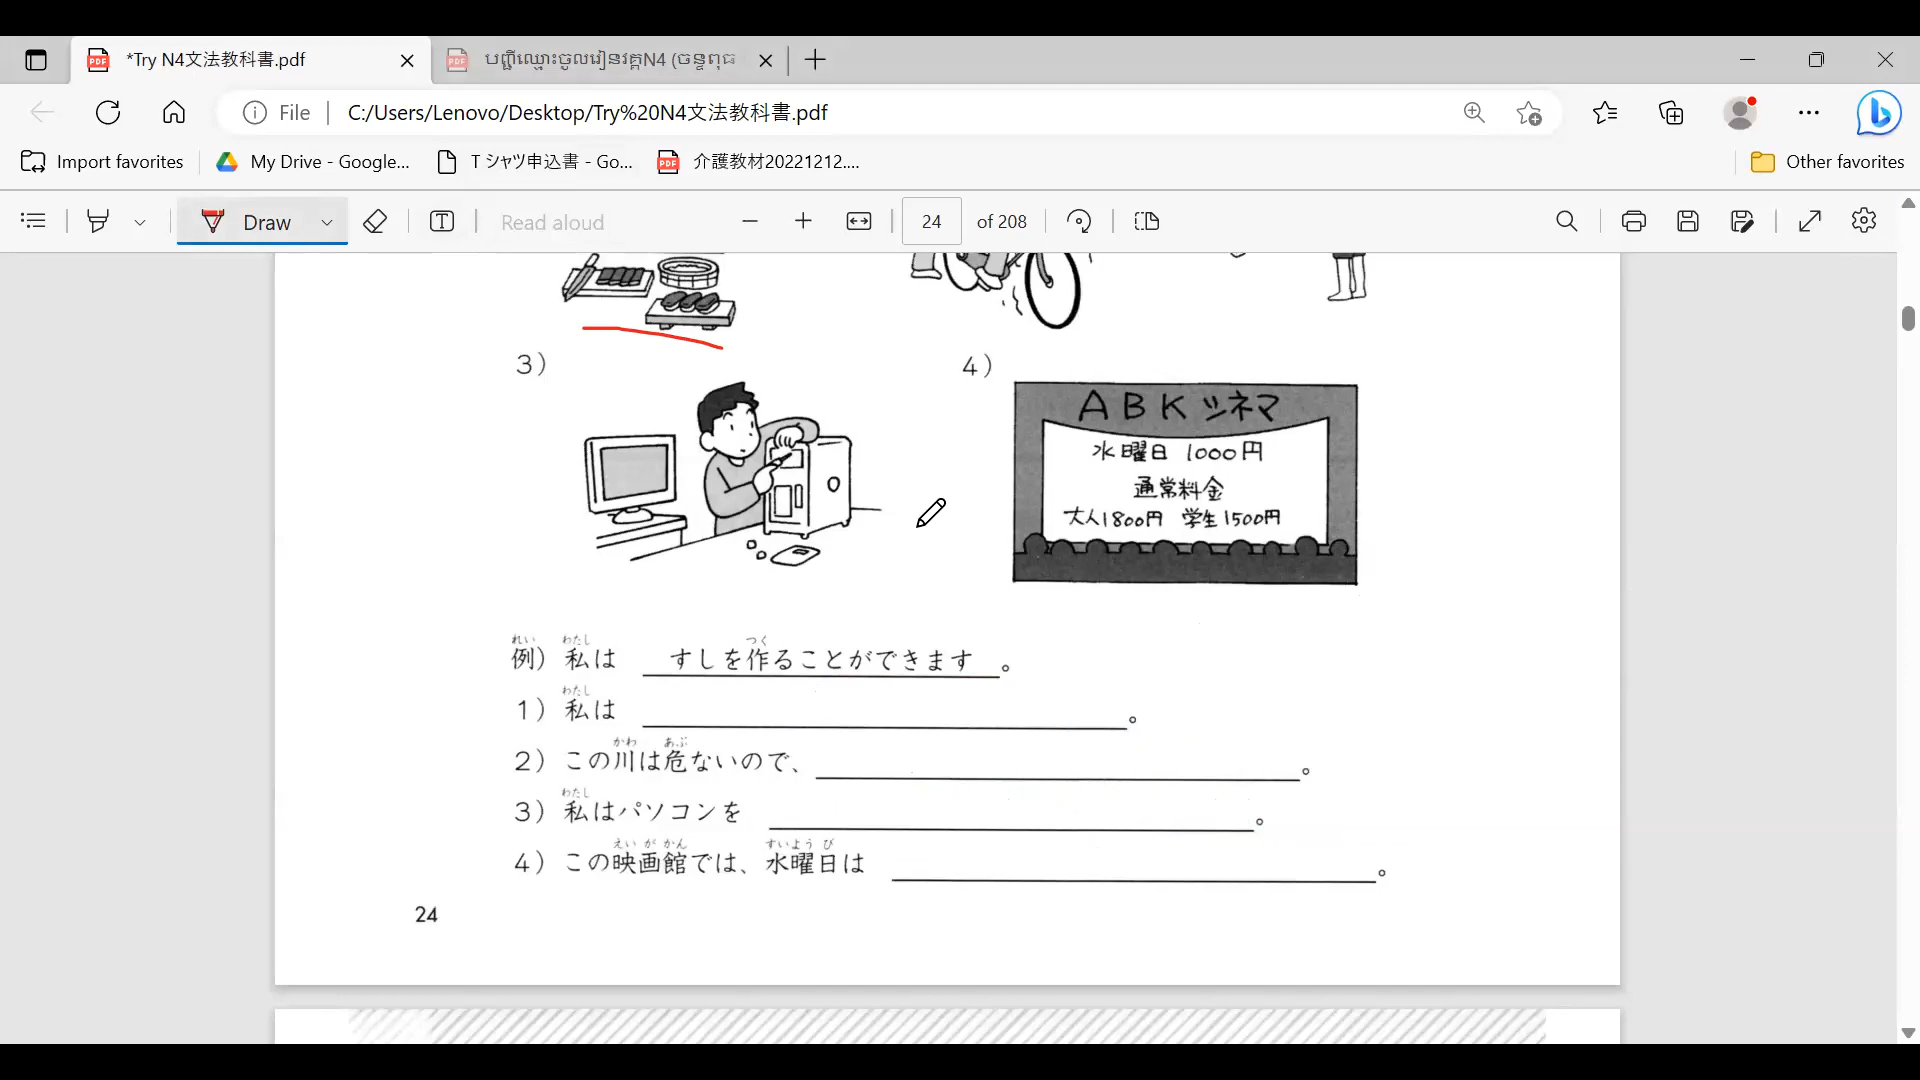 *Try N4文法教科書.pdf
បញ្ជីឈ្មោះចូលរៀនវគ្គN4 (ចន្ទពុធ
File
C:/Users/Lenovo/Desktop/Try%20N4文法教科書.pdf
Import favorites
My Drive - Google...
T シャツ申込書 - Go...
介護教材20221212....
Other favorites
Draw
Read aloud
24 of 208
3）
4）
ABK シネマ
水曜日 1000円
通常料金
大人1800円 学生1500円
れい わたし つく
例）私は すしを作ることができます 。
わたし
1）私は 。
かわ あぶ
2）この川は危ないので、 。
わたし
3）私はパソコンを 。
えい が かん すいよう び
4）この映画館では、水曜日は 。
24